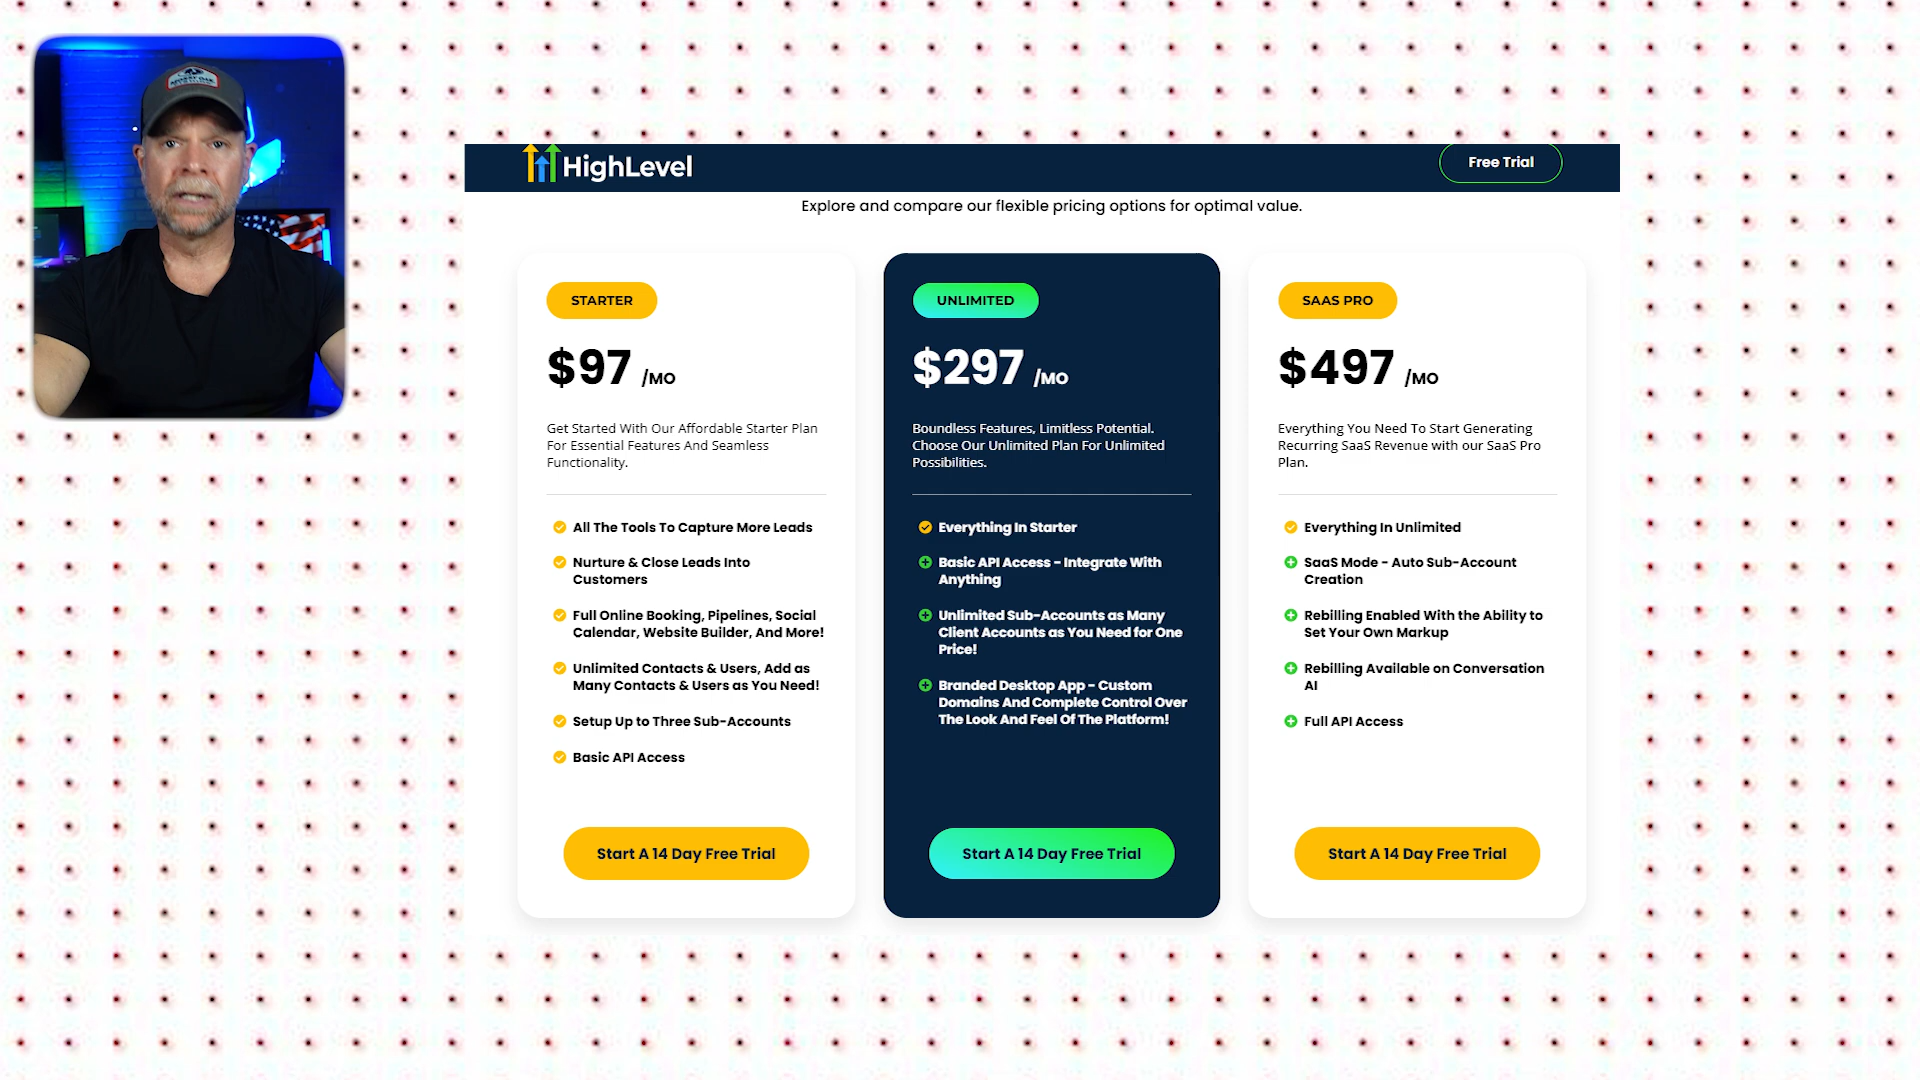 HighLevel
Free Trial
Explore and compare our flexible pricing options for optimal value.
STARTER
$97 /MO
Get Started With Our Affordable Starter Plan
For Essential Features And Seamless
Functionality.
All The Tools To Capture More Leads
Nurture & Close Leads Into
Customers
Full Online Booking, Pipelines, Social
Calendar, Website Builder, And More!
Unlimited Contacts & Users, Add as
Many Contacts & Users as You Need!
Setup Up to Three Sub-Accounts
Basic API Access
Start A 14 Day Free Trial
UNLIMITED
$297 /MO
Boundless Features, Limitless Potential.
Choose Our Unlimited Plan For Unlimited
Possibilities.
Everything In Starter
Basic API Access - Integrate With
Anything
Unlimited Sub-Accounts as Many
Client Accounts as You Need for One
Price!
Branded Desktop App - Custom
Domains And Complete Control Over
The Look And Feel Of The Platform!
Start A 14 Day Free Trial
SAAS PRO
$497 /MO
Everything You Need To Start Generating
Recurring SaaS Revenue with our SaaS Pro
Plan.
Everything In Unlimited
SaaS Mode - Auto Sub-Account
Creation
Rebilling Enabled With the Ability to
Set Your Own Markup
Rebilling Available on Conversation
AI
Full API Access
Start A 14 Day Free Trial